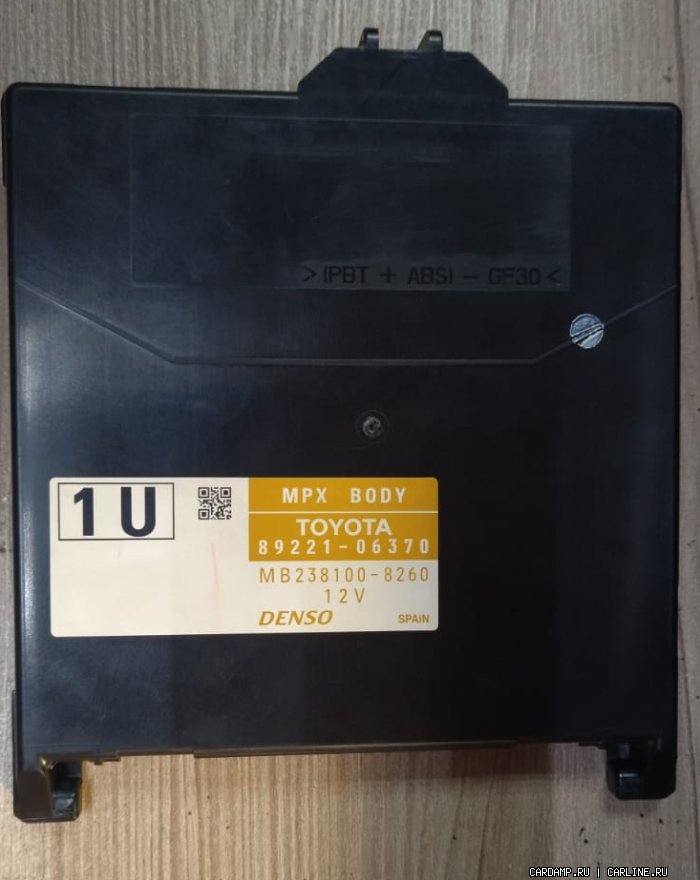 >(PBT + ABS) - GF30<
1U
MPX BODY
TOYOTA
89221-06370
MB238100-8260
12V
DENSO SPAIN
CARDAMP.RU | CARLINE.RU